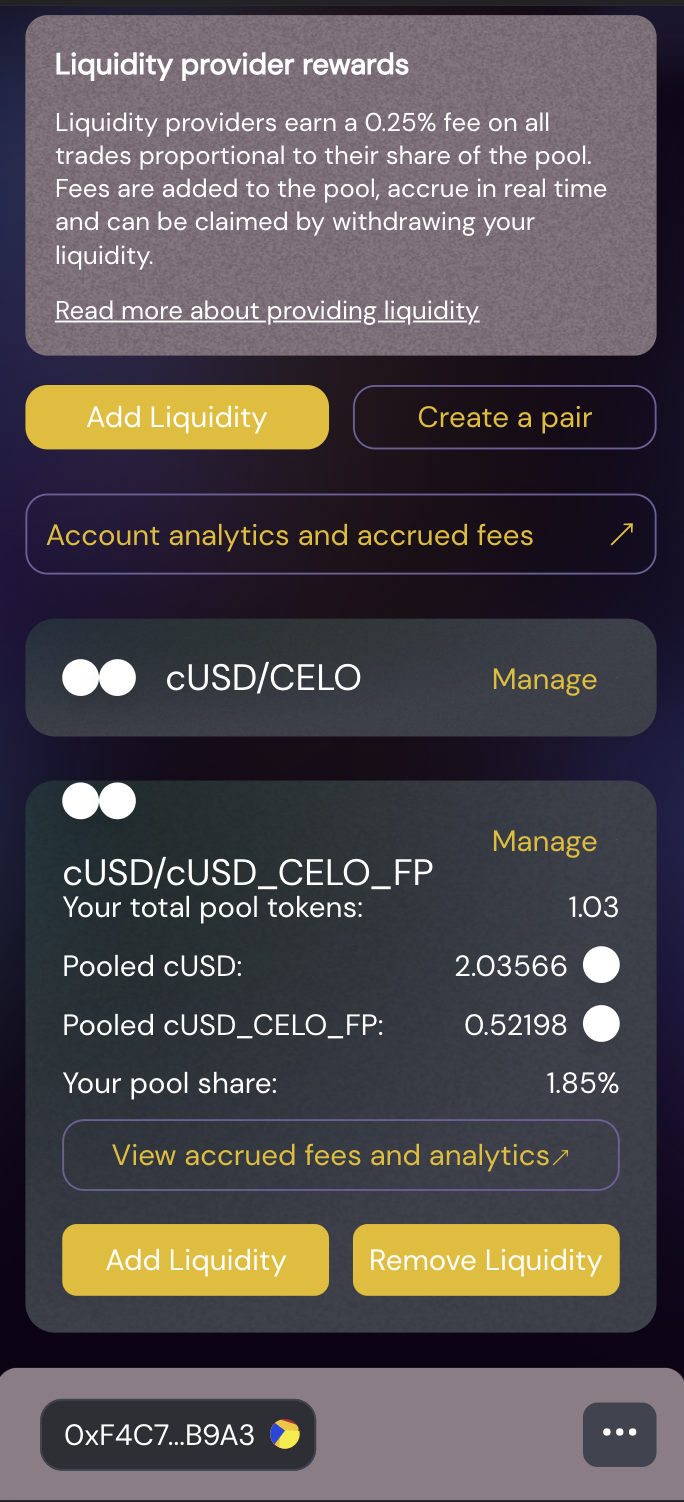 Liquidity provider rewards
Liquidity providers earn a 0.25% fee on all
trades proportional to their share of the pool.
Fees are added to the pool, accrue in real time
and can be claimed by withdrawing your
liquidity.
Read more about providing liquidity
Add Liquidity
Create a pair
Account analytics and accrued fees ↗
cUSD/CELO
Manage
Manage
cUSD/cUSD_CELO_FP
Your total pool tokens: 1.03
Pooled cUSD: 2.03566
Pooled cUSD_CELO_FP: 0.52198
Your pool share: 1.85%
View accrued fees and analytics↗
Add Liquidity
Remove Liquidity
0xF4C7...B9A3